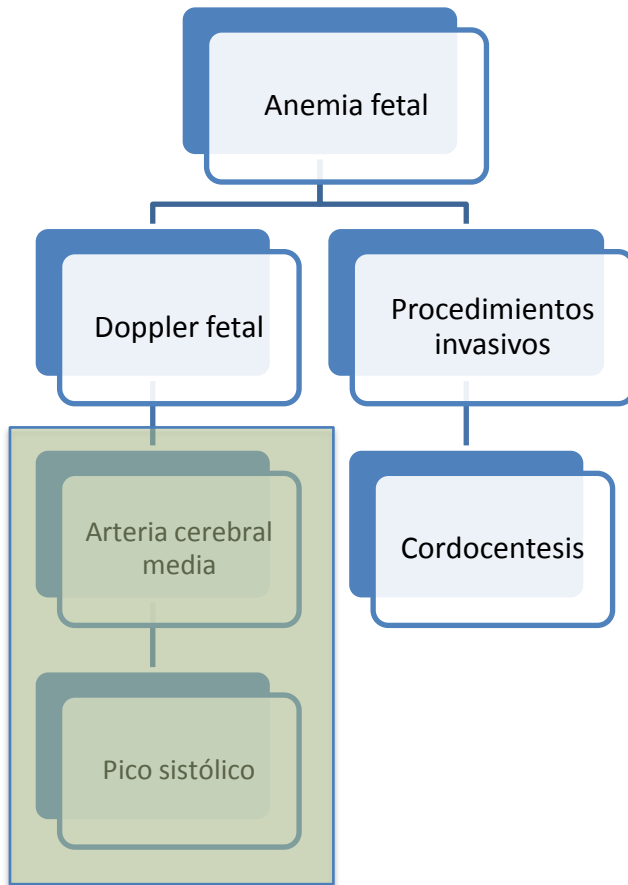 Anemia fetal
Doppler fetal
Procedimientos
invasivos
Arteria cerebral
media
Cordocentesis
Pico sistólico